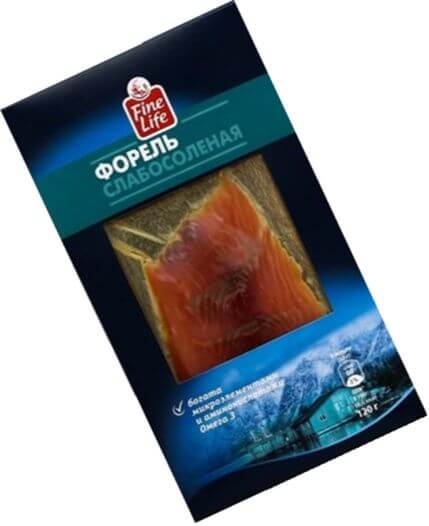 Fine
Life
ФОРЕЛЬ
СЛАБОСОЛЕНАЯ
богата
микроэлементами
и аминокислотами
Омега 3
120 г